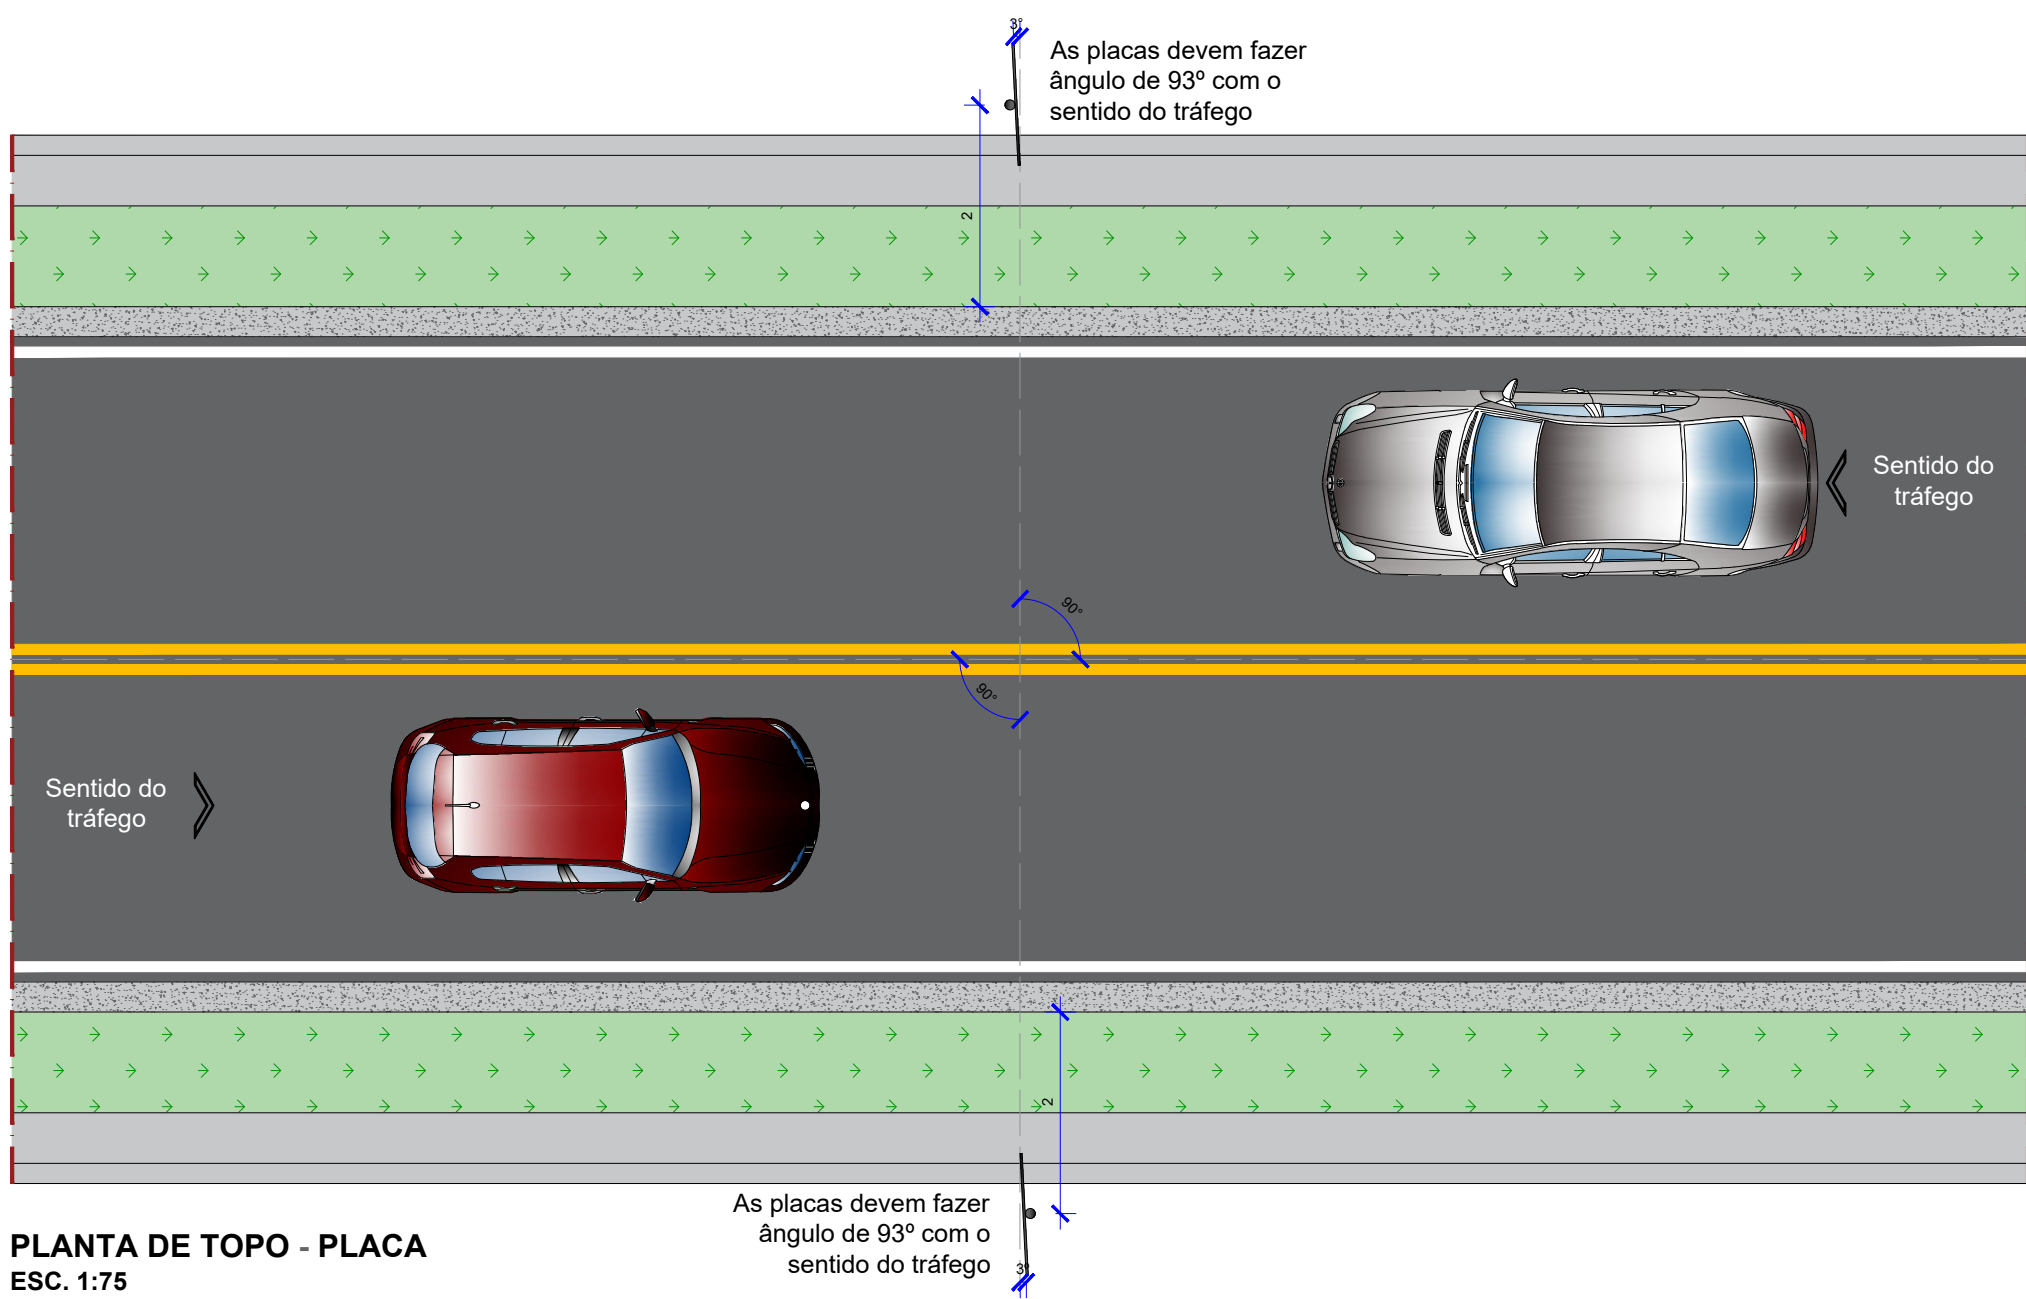 3°
As placas devem fazer
ângulo de 93º com o
sentido do tráfego
2
Sentido do
tráfego
90°
90°
Sentido do
tráfego
2
As placas devem fazer
ângulo de 93º com o
sentido do tráfego
3°
PLANTA DE TOPO - PLACA
ESC. 1:75